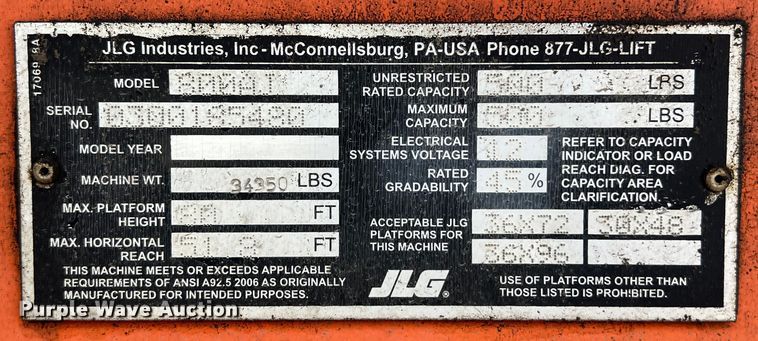 JLG Industries, Inc - McConnellsburg, PA-USA Phone 877-JLG-LIFT
MODEL 800AJ
SERIAL NO. 0300185490
MODEL YEAR
MACHINE WT. 34350 LBS
MAX. PLATFORM HEIGHT 80 FT
MAX. HORIZONTAL REACH FT
THIS MACHINE MEETS OR EXCEEDS APPLICABLE
REQUIREMENTS OF ANSI A92.5 2006 AS ORIGINALLY
MANUFACTURED FOR INTENDED PURPOSES.
UNRESTRICTED RATED CAPACITY 500 LBS
MAXIMUM CAPACITY 500 LBS
ELECTRICAL SYSTEMS VOLTAGE 12
RATED GRADABILITY 45 %
REFER TO CAPACITY
INDICATOR OR LOAD
REACH DIAG. FOR
CAPACITY AREA
CLARIFICATION.
ACCEPTABLE JLG
PLATFORMS FOR
THIS MACHINE
36X72 30X48
36X96
JLG®
USE OF PLATFORMS OTHER THAN
THOSE LISTED IS PROHIBITED.
Purple Wave Auction